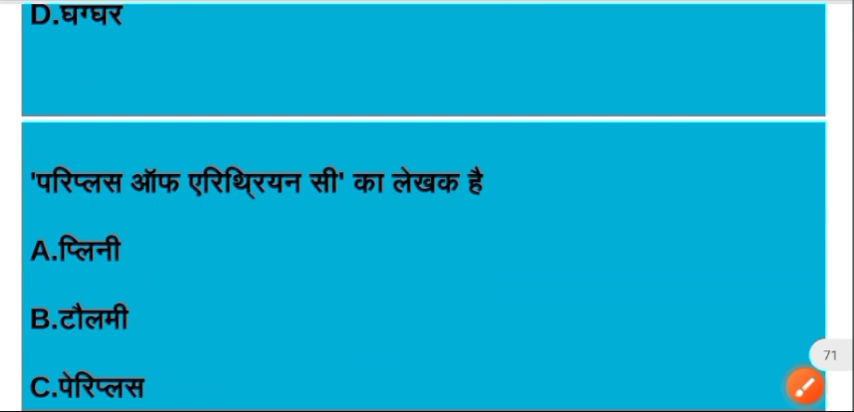 D.घग्घर
'परिप्लस ऑफ एरिथ्रियन सी' का लेखक है
A.प्लिनी
B.टौलमी
71
C.पेरिप्लस